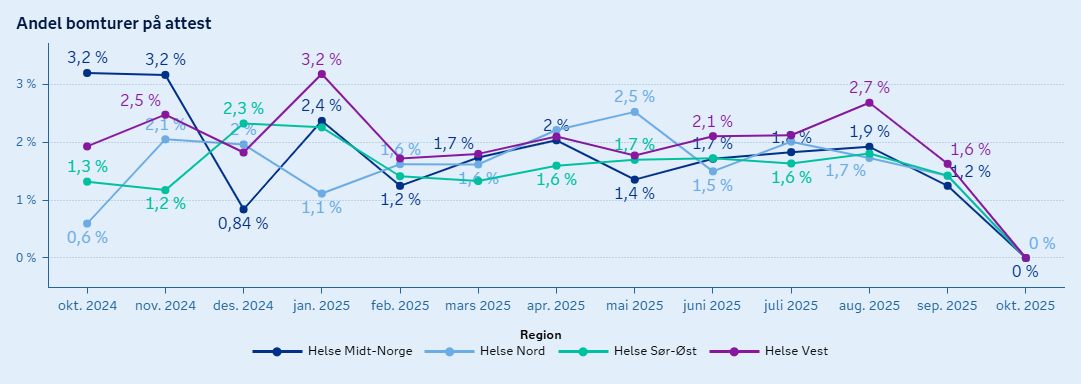 Andel bomturer på attest
3,2 % 3,2 % 3,2 %
3 %
2,7 %
2,5 % 2,4 % 2,5 %
2,3 %
2,1 % 2 % 2 % 2,1 % 1,9 %
2 %
1,6 % 1,7 % 1,7 % 1,7 % 1,6 %
1,3 % 1,6 % 1,6 % 1,6 % 1,7 % 1,2 %
1,2 % 1,1 % 1,2 % 1,4 % 1,5 %
1 %
0,6 % 0,84 % 0 %
0 %
0 %
okt. 2024 nov. 2024 des. 2024 jan. 2025 feb. 2025 mars 2025 apr. 2025 mai 2025 juni 2025 juli 2025 aug. 2025 sep. 2025 okt. 2025
Region
Helse Midt-Norge Helse Nord Helse Sør-Øst Helse Vest